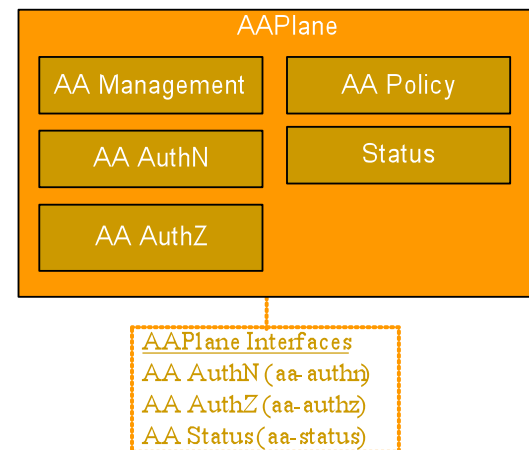 AAPlane
AA Management
AA Policy
AA AuthN
Status
AA AuthZ
AAPlane Interfaces
AA AuthN (aa-authn)
AA AuthZ (aa-authz)
AA Status (aa-status)